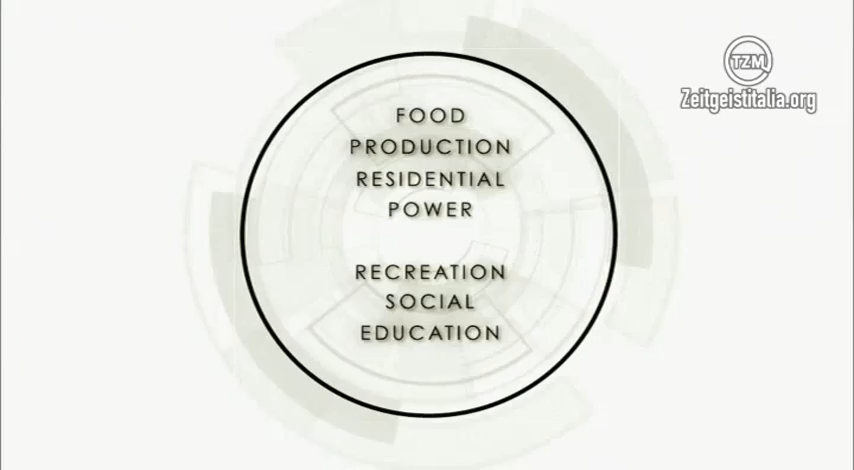 TZM
Zeitgeistitalia.org
FOOD
PRODUCTION
RESIDENTIAL
POWER
RECREATION
SOCIAL
EDUCATION